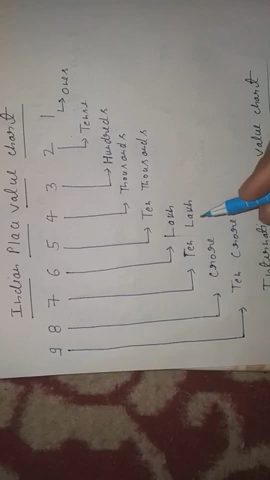 Indian Place value chart
9 8 7 6 5 4 3 2 1
Ones
Tens
Hundreds
Thousands
Ten Thousands
Lakh
Ten Lakh
Crore
Ten Crore
value chart